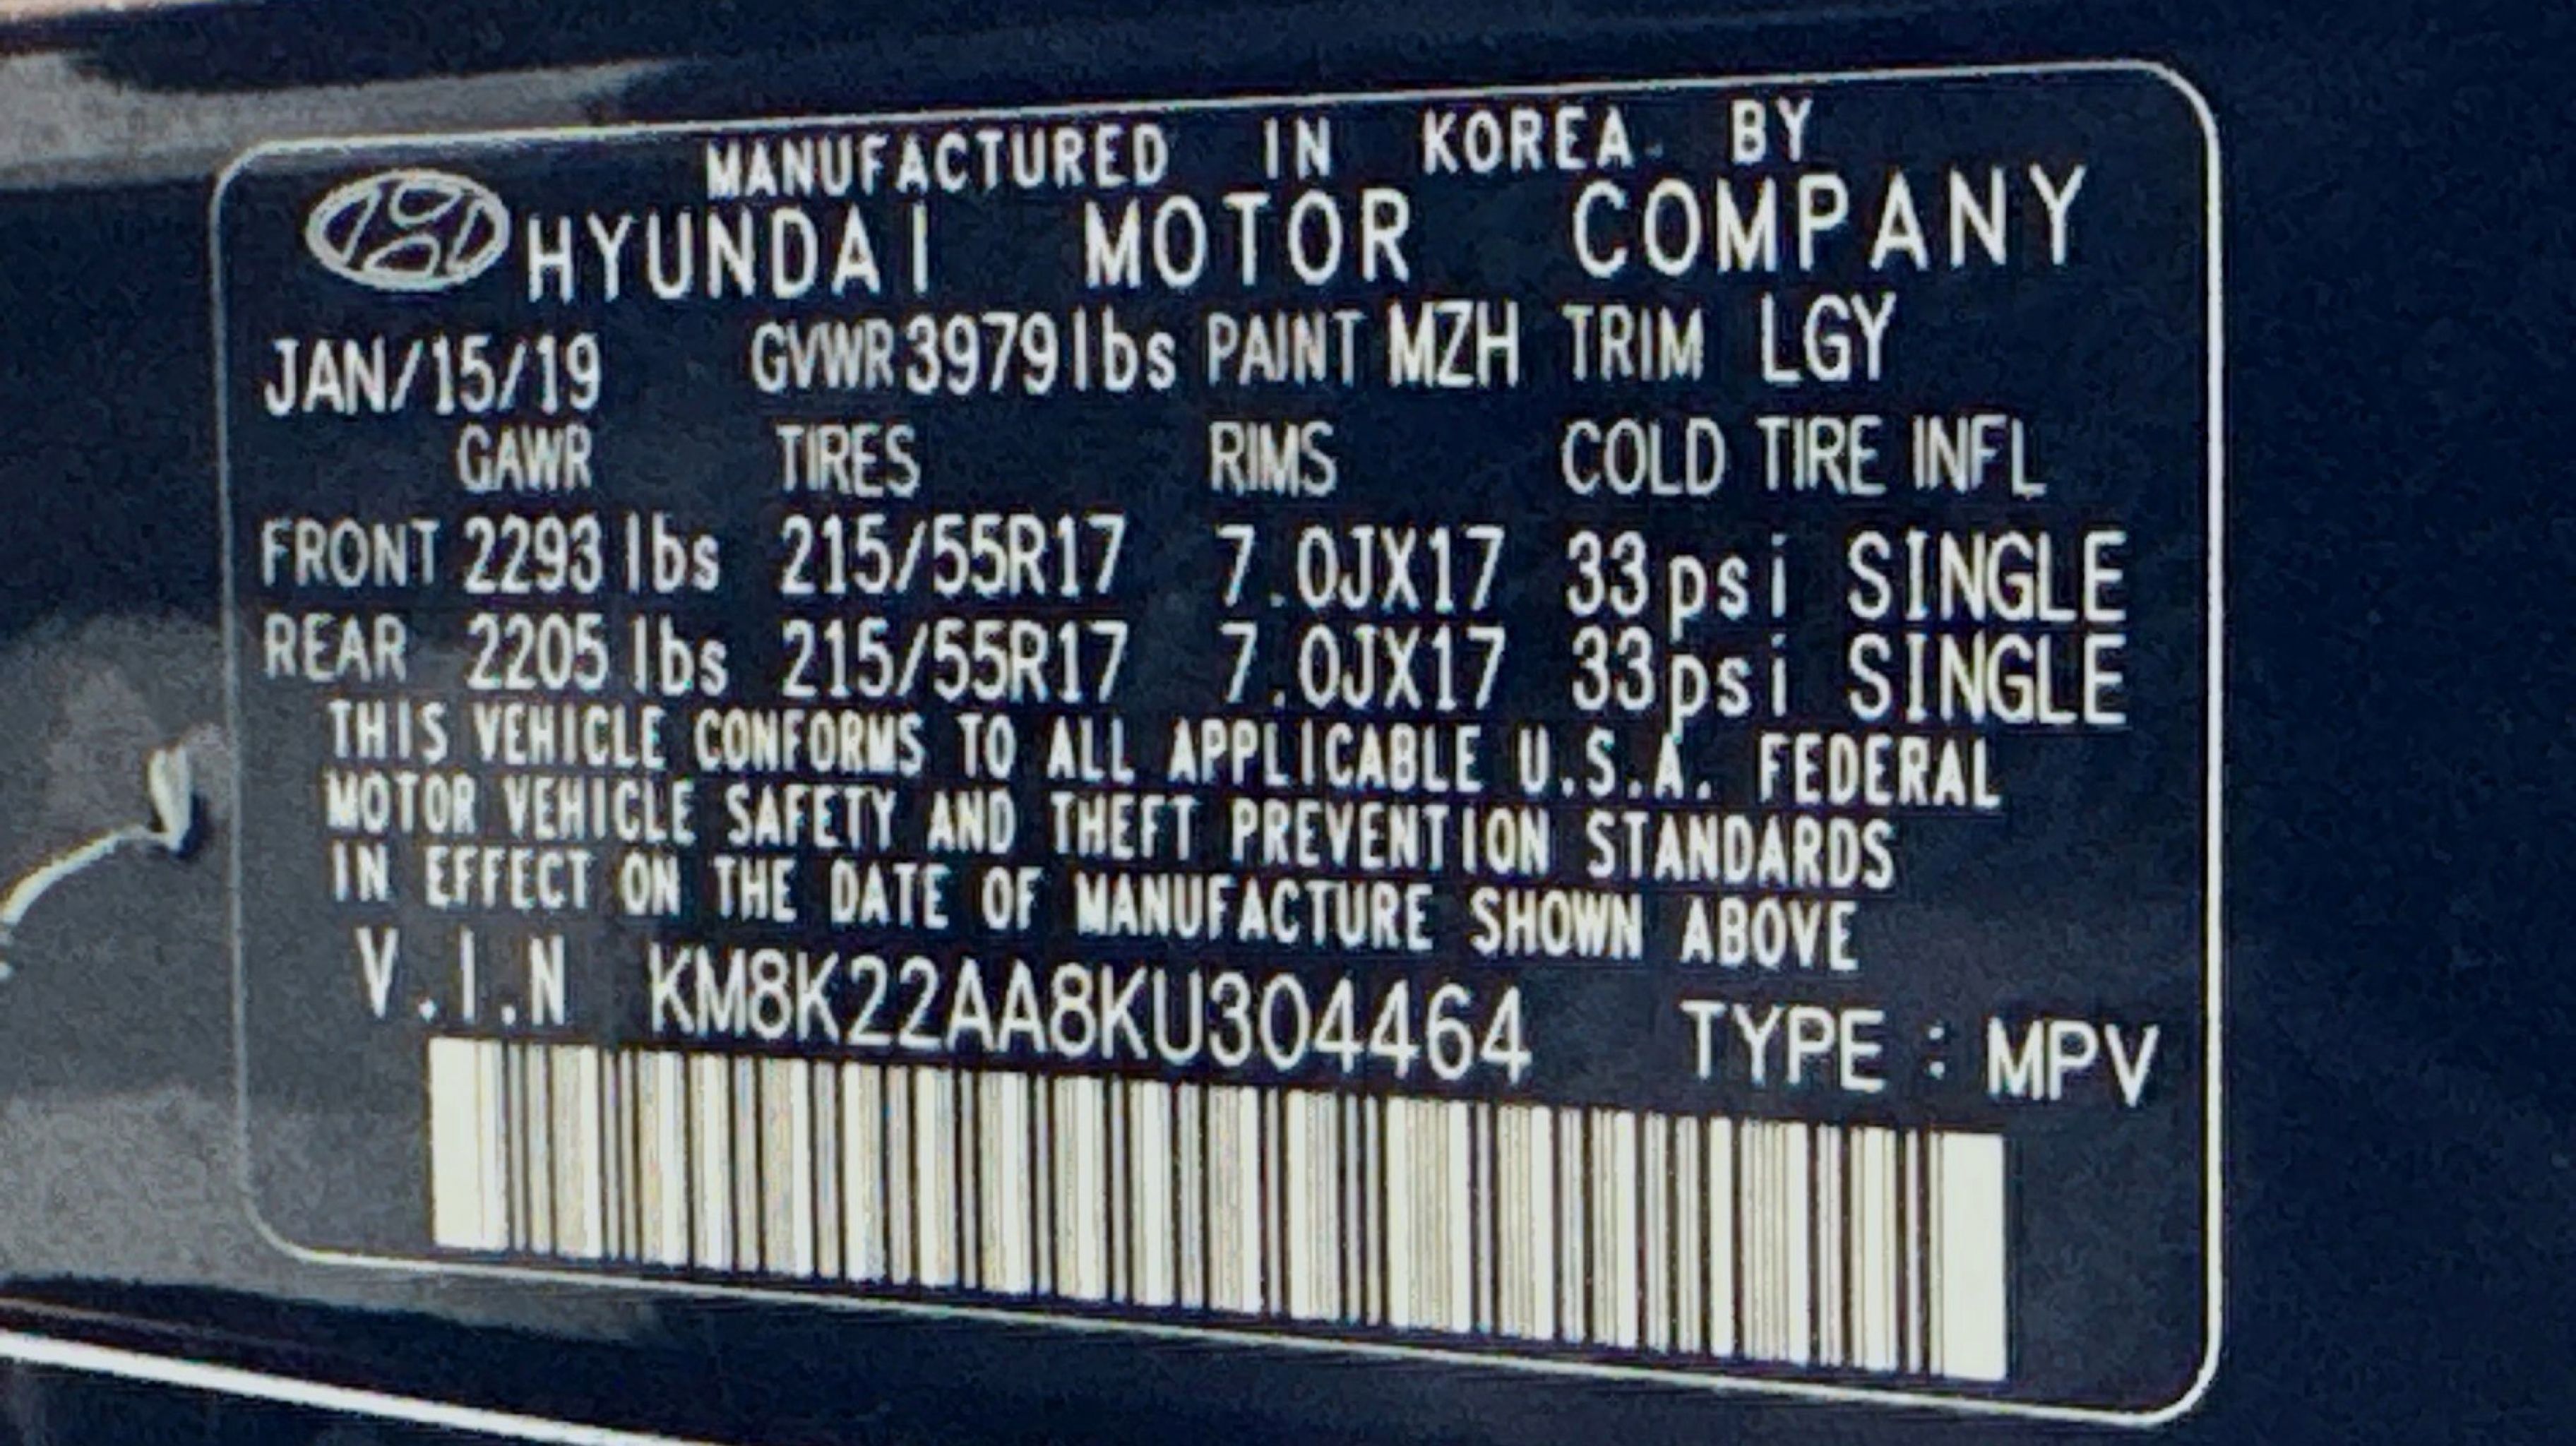 MANUFACTURED IN KOREA BY
HYUNDAI MOTOR COMPANY
JAN/15/19 GVWR 3979lbs PAINT MZH TRIM LGY
GAWR TIRES RIMS COLD TIRE INFL
FRONT 2293 lbs 215/55R17 7.0JX17 33psi SINGLE
REAR 2205 lbs 215/55R17 7.0JX17 33psi SINGLE
THIS VEHICLE CONFORMS TO ALL APPLICABLE U.S.A. FEDERAL
MOTOR VEHICLE SAFETY AND THEFT PREVENTION STANDARDS
IN EFFECT ON THE DATE OF MANUFACTURE SHOWN ABOVE
V.I.N KM8K22AA8KU304464 TYPE : MPV